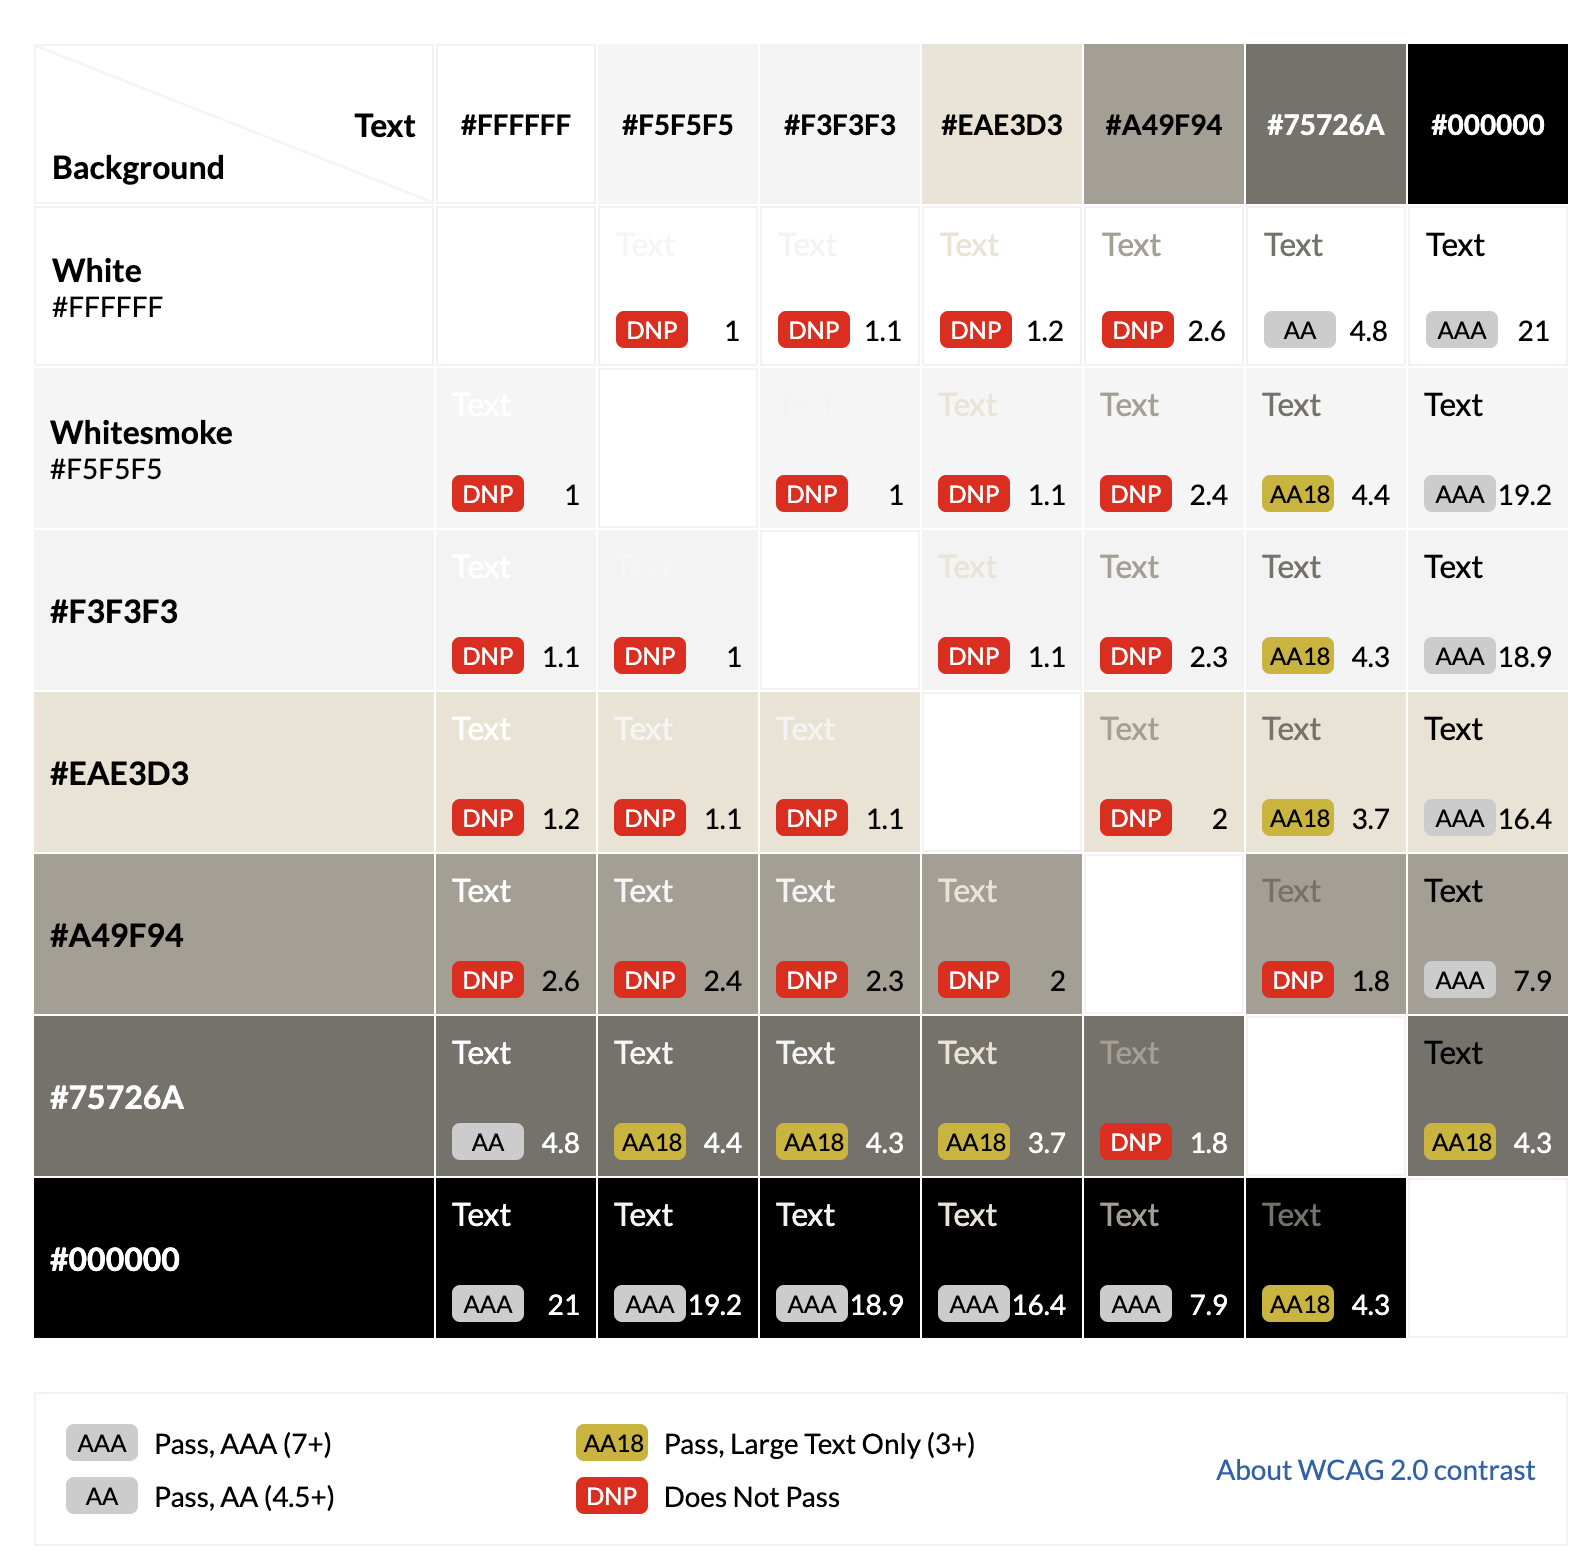 Text
Background
#FFFFFF #F5F5F5 #F3F3F3 #EAE3D3 #A49F94 #75726A #000000
White
#FFFFFF
Text Text Text Text Text Text
DNP 1 DNP 1.1 DNP 1.2 DNP 2.6 AA 4.8 AAA 21
Whitesmoke
#F5F5F5
Text Text Text Text Text Text
DNP 1 DNP 1 DNP 1.1 DNP 2.4 AA18 4.4 AAA 19.2
#F3F3F3
Text Text Text Text Text Text
DNP 1.1 DNP 1 DNP 1.1 DNP 2.3 AA18 4.3 AAA 18.9
#EAE3D3
Text Text Text Text Text Text
DNP 1.2 DNP 1.1 DNP 1.1 DNP 2 AA18 3.7 AAA 16.4
#A49F94
Text Text Text Text Text Text
DNP 2.6 DNP 2.4 DNP 2.3 DNP 2 DNP 1.8 AAA 7.9
#75726A
Text Text Text Text Text Text
AA 4.8 AA18 4.4 AA18 4.3 AA18 3.7 DNP 1.8 AA18 4.3
#000000
Text Text Text Text Text Text
AAA 21 AAA 19.2 AAA 18.9 AAA 16.4 AAA 7.9 AA18 4.3
AAA Pass, AAA (7+)
AA Pass, AA (4.5+)
AA18 Pass, Large Text Only (3+)
DNP Does Not Pass
About WCAG 2.0 contrast